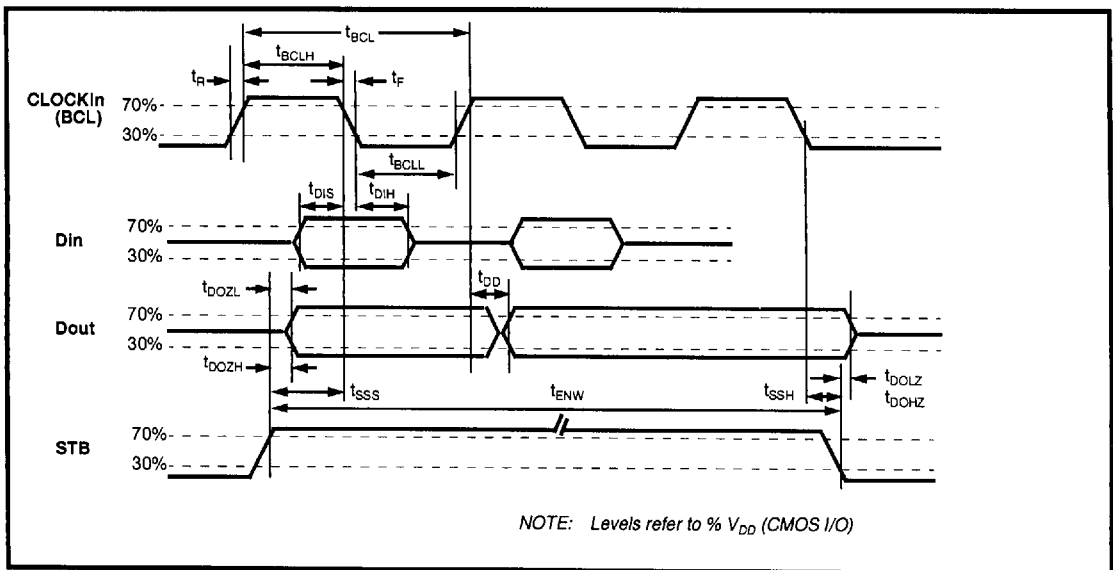 tBCL
tBCLH
tR
tF
CLOCKin
(BCL)
70%
30%
tBCLL
tDIS
tDIH
Din
70%
30%
tDOZL
tDD
Dout
70%
30%
tDOZH
tSSS
tENW
tSSH
tDOLZ
tDOHZ
STB
70%
30%
NOTE: Levels refer to % VDD (CMOS I/O)